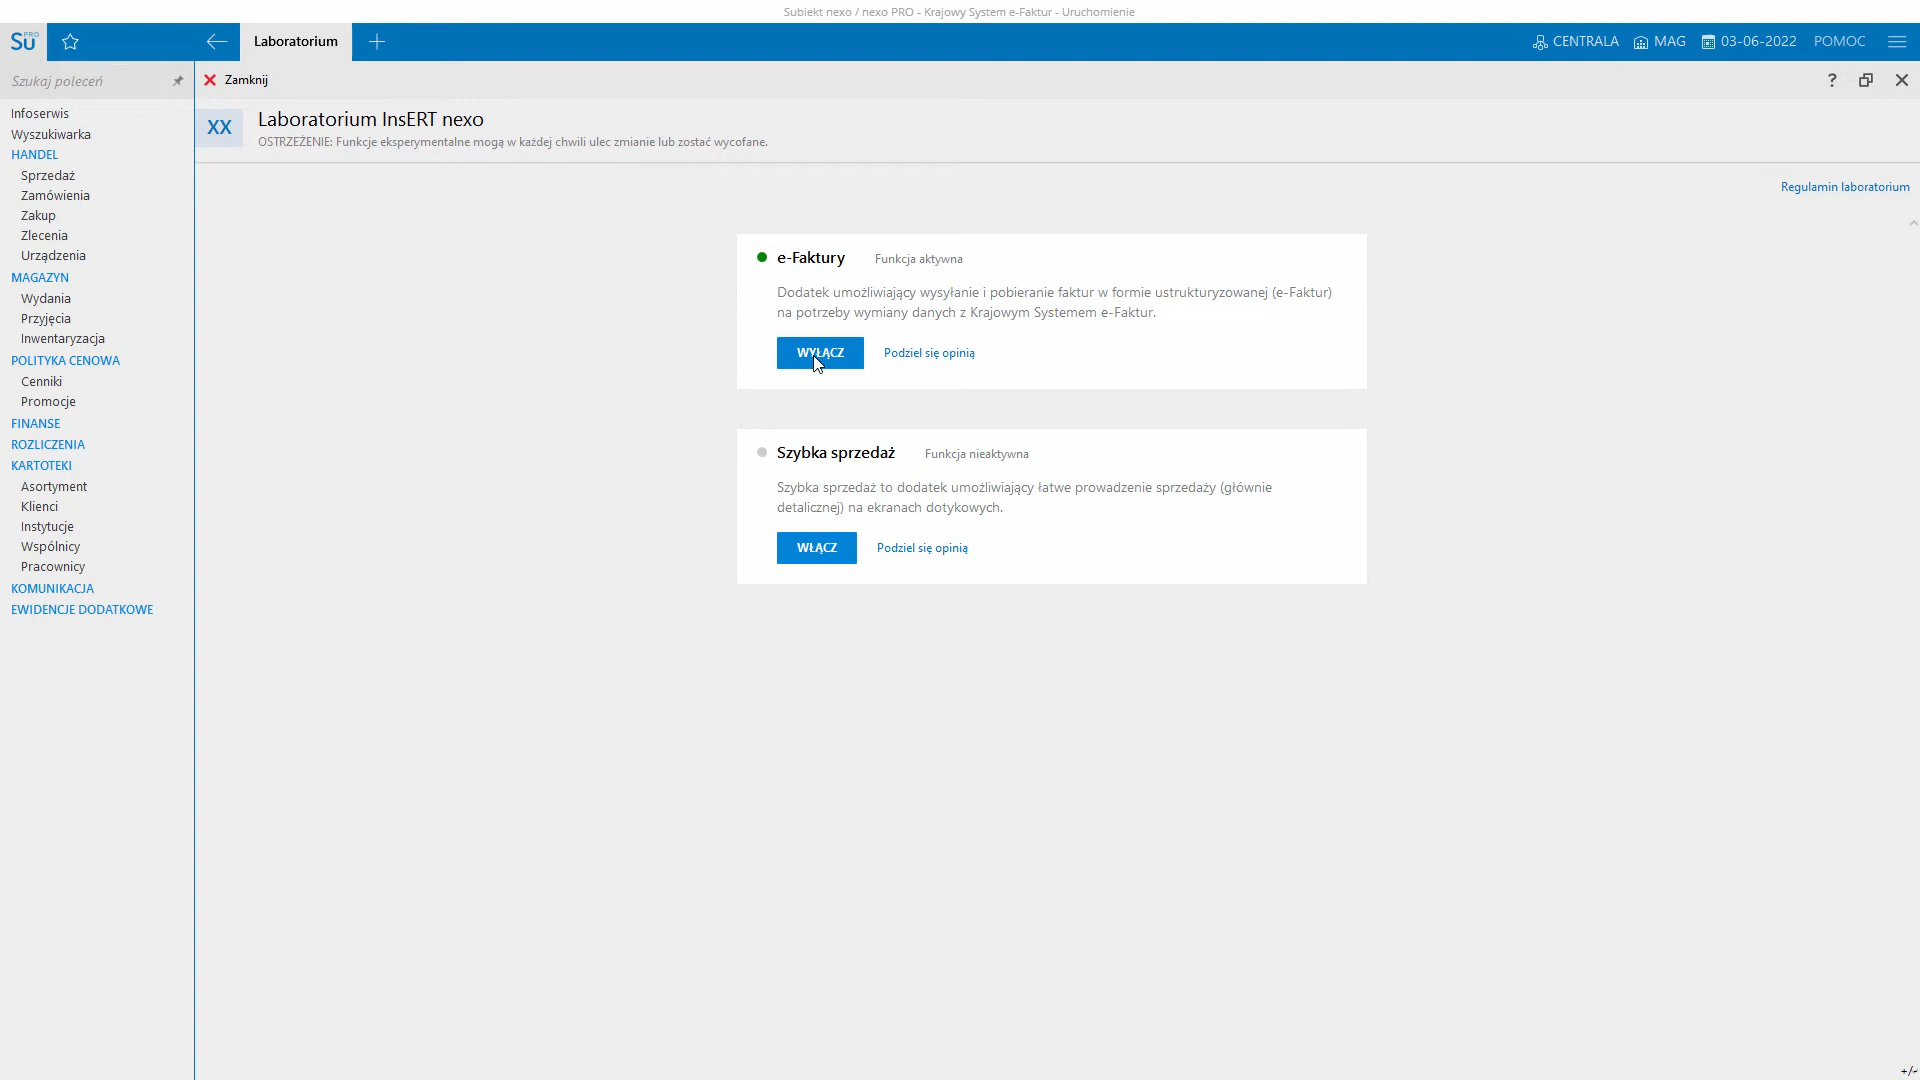 Subiekt nexo / nexo PRO - Krajowy System e-Faktur - Uruchomienie
Su PRO
Laboratorium
CENTRALA
MAG
03-06-2022
POMOC
Szukaj poleceń
Zamknij
?
Infoserwis
Wyszukiwarka
HANDEL
Sprzedaż
Zamówienia
Zakup
Zlecenia
Urządzenia
MAGAZYN
Wydania
Przyjęcia
Inwentaryzacja
POLITYKA CENOWA
Cenniki
Promocje
FINANSE
ROZLICZENIA
KARTOTEKI
Asortyment
Klienci
Instytucje
Wspólnicy
Pracownicy
KOMUNIKACJA
EWIDENCJE DODATKOWE
XX
Laboratorium InsERT nexo
OSTRZEŻENIE: Funkcje eksperymentalne mogą w każdej chwili ulec zmianie lub zostać wycofane.
Regulamin laboratorium
e-Faktury
Funkcja aktywna
Dodatek umożliwiający wysyłanie i pobieranie faktur w formie ustrukturyzowanej (e-Faktur)
na potrzeby wymiany danych z Krajowym Systemem e-Faktur.
WYŁĄCZ
Podziel się opinią
Szybka sprzedaż
Funkcja nieaktywna
Szybka sprzedaż to dodatek umożliwiający łatwe prowadzenie sprzedaży (głównie
detalicznej) na ekranach dotykowych.
WŁĄCZ
Podziel się opinią
+/-